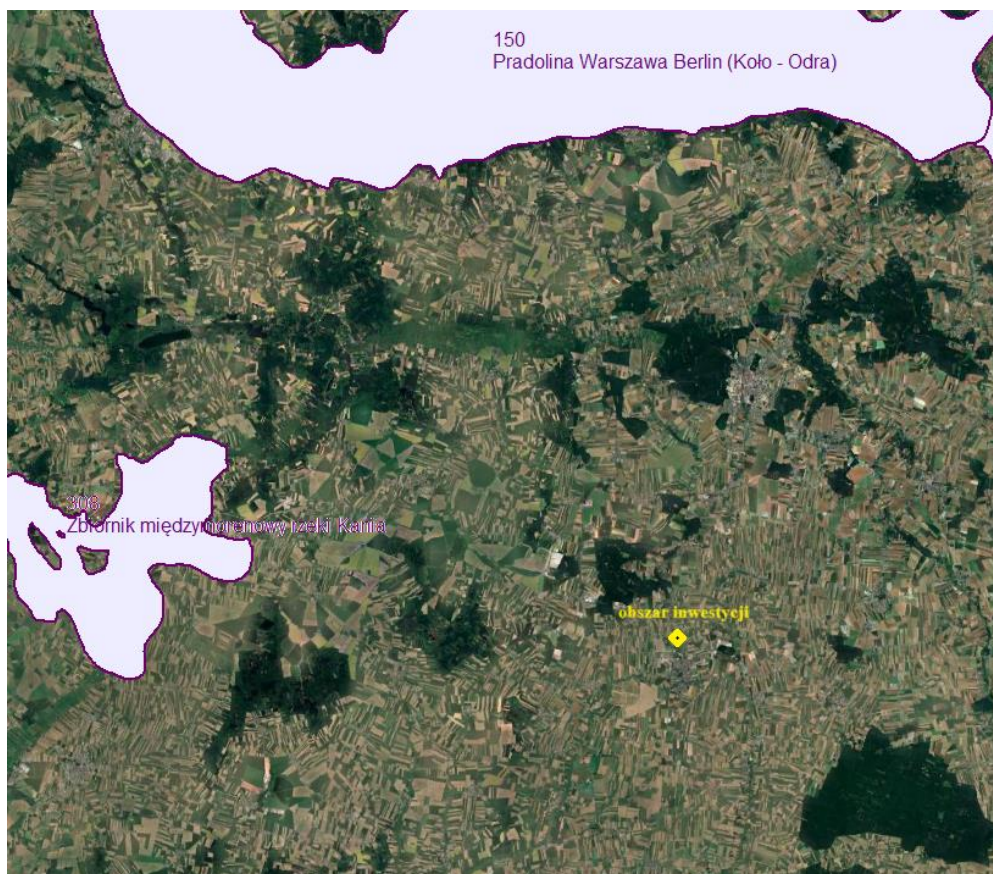 150
Pradolina Warszawa Berlin (Koło - Odra)
308
Zbiornik międzymorenowy rzeki Kania
obszar inwestycji